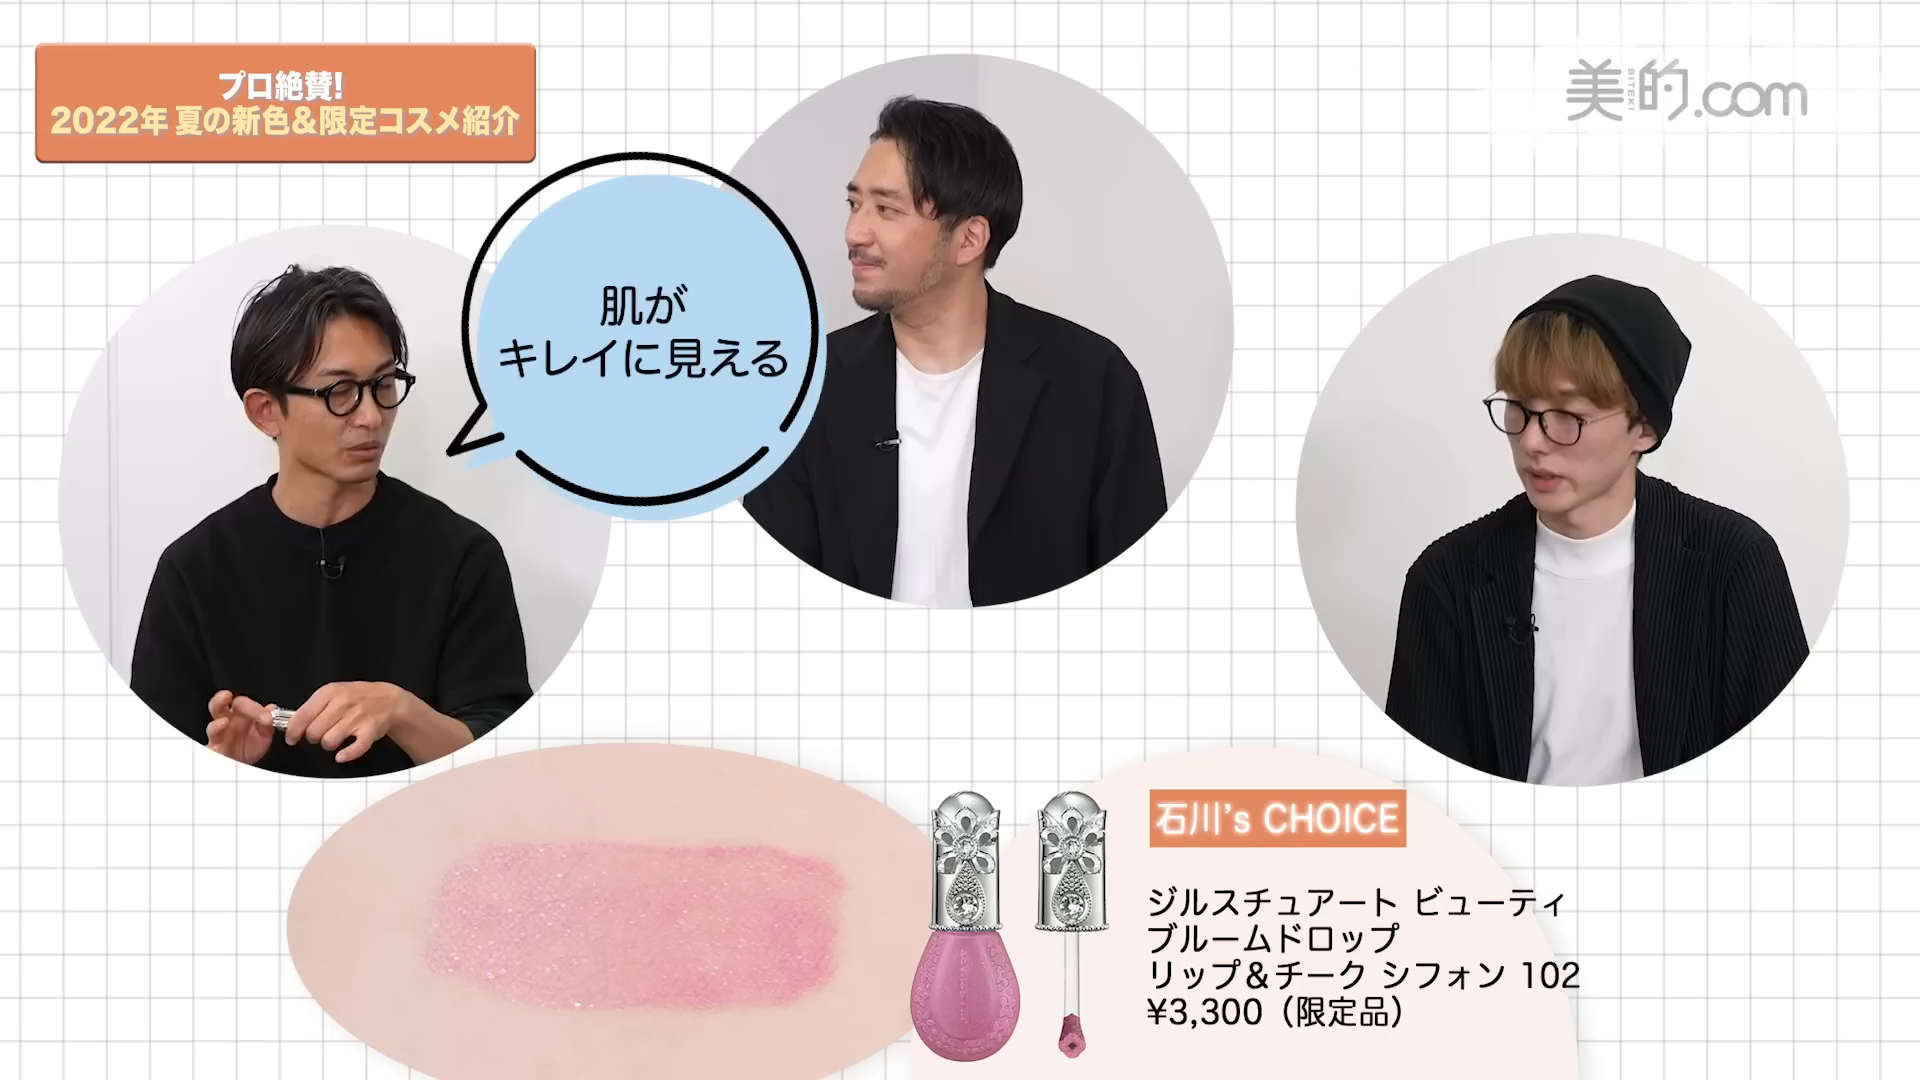 プロ絶賛!
2022年 夏の新色&限定コスメ紹介
美的.com
BITEKI
肌が
キレイに見える
石川's CHOICE
ジルスチュアート ビューティ
ブルームドロップ
リップ&チーク シフォン 102
¥3,300（限定品）